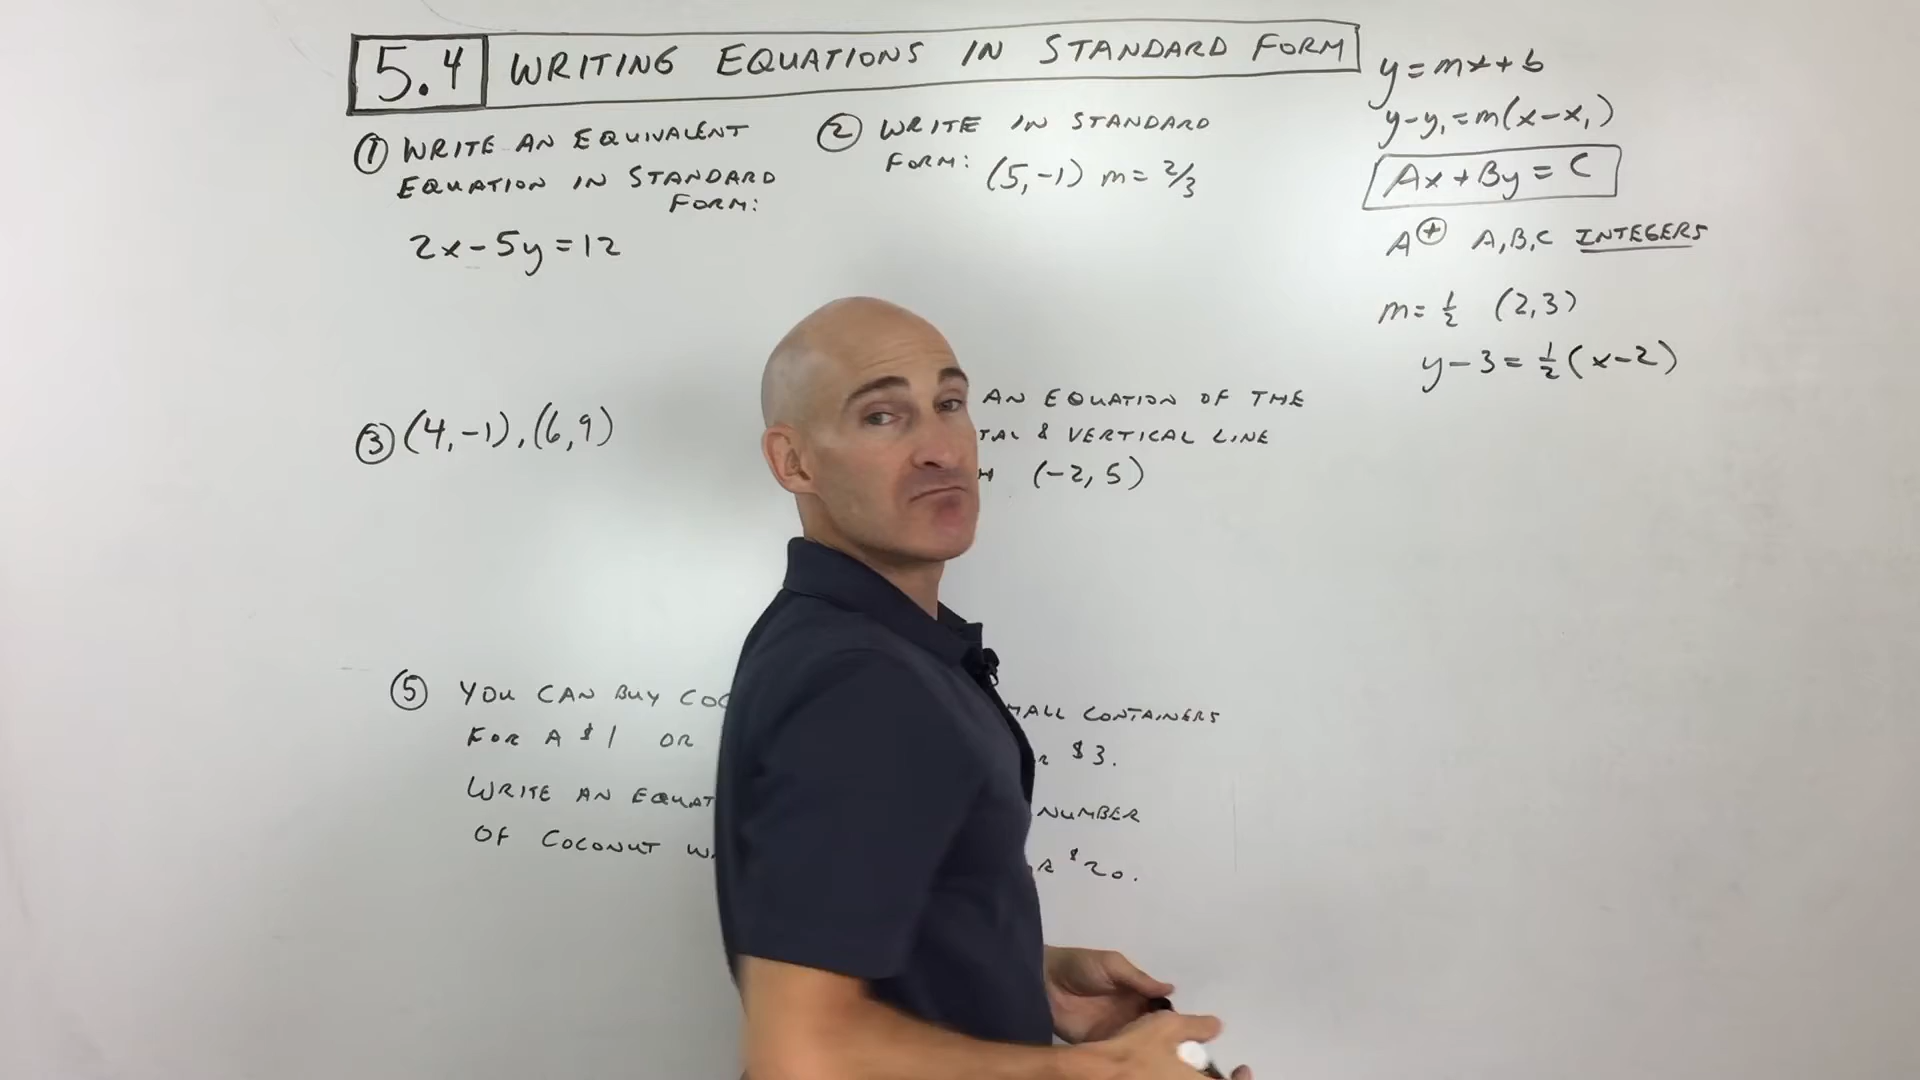 5.4 WRITING EQUATIONS IN STANDARD FORM
y=mx+b
y-y₁=m(x-x₁)
Ax+By=C
A⊕ A,B,C INTEGERS
m=½ (2,3)
y-3=½(x-2)
① WRITE AN EQUIVALENT
EQUATION IN STANDARD
FORM:
2x-5y=12
② WRITE IN STANDARD
FORM: (5,-1) m=2/3
③ (4,-1),(6,9)
AN EQUATION OF THE
& VERTICAL LINE
(-2,5)
⑤ YOU CAN BUY CONTAINERS
FOR A $1 OR $3.
WRITE AN NUMBER
OF COCONUT $20.